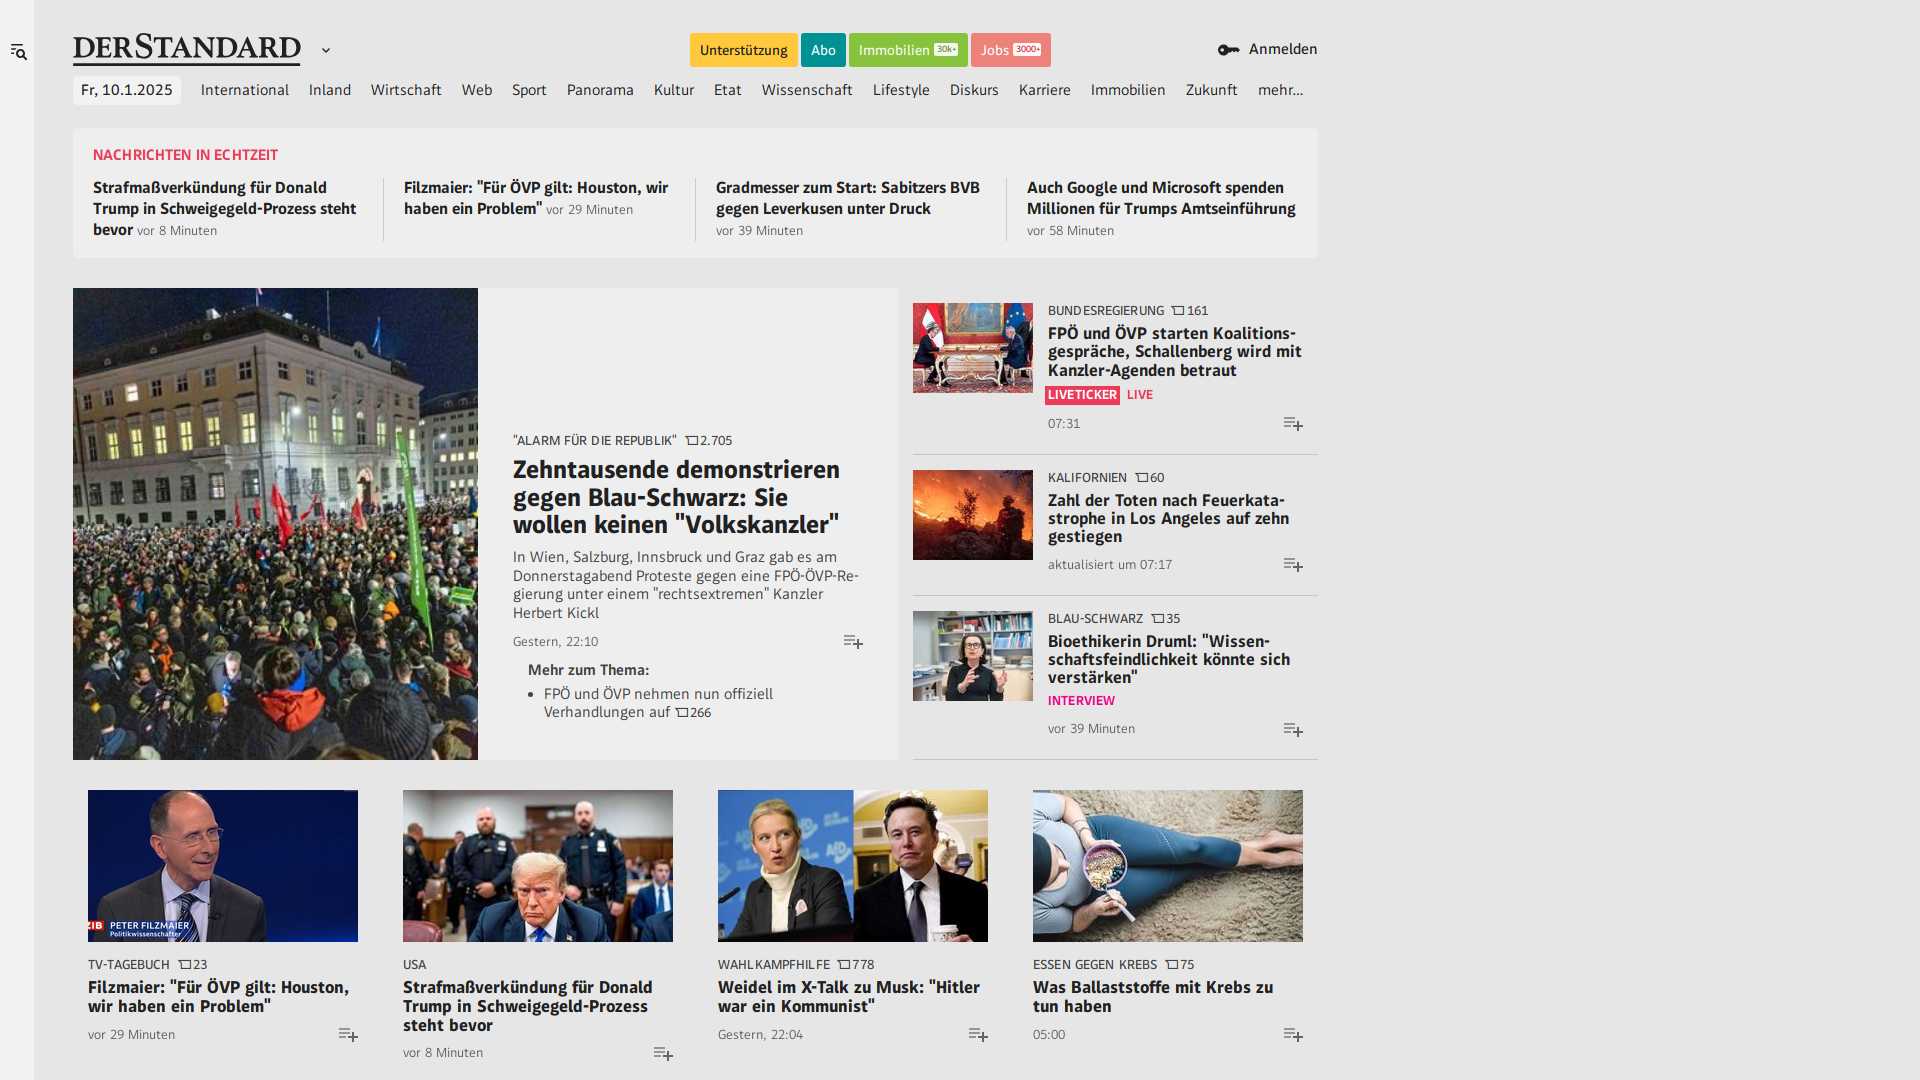 DERSTANDARD
Unterstützung
Abo
Immobilien 30k+
Jobs 3000+
Anmelden
Fr, 10.1.2025
International
Inland
Wirtschaft
Web
Sport
Panorama
Kultur
Etat
Wissenschaft
Lifestyle
Diskurs
Karriere
Immobilien
Zukunft
mehr...
NACHRICHTEN IN ECHTZEIT
Strafmaßverkündung für Donald
Trump in Schweigegeld-Prozess steht
bevor vor 8 Minuten
Filzmaier: "Für ÖVP gilt: Houston, wir
haben ein Problem" vor 29 Minuten
Gradmesser zum Start: Sabitzers BVB
gegen Leverkusen unter Druck
vor 39 Minuten
Auch Google und Microsoft spenden
Millionen für Trumps Amtseinführung
vor 58 Minuten
"ALARM FÜR DIE REPUBLIK" 2.705
Zehntausende demonstrieren
gegen Blau-Schwarz: Sie
wollen keinen "Volkskanzler"
In Wien, Salzburg, Innsbruck und Graz gab es am
Donnerstagabend Proteste gegen eine FPÖ-ÖVP-Re-
gierung unter einem "rechtsextremen" Kanzler
Herbert Kickl
Gestern, 22:10
Mehr zum Thema:
• FPÖ und ÖVP nehmen nun offiziell
Verhandlungen auf 266
BUNDESREGIERUNG 161
FPÖ und ÖVP starten Koalitions-
gespräche, Schallenberg wird mit
Kanzler-Agenden betraut
LIVETICKER LIVE
07:31
KALIFORNIEN 60
Zahl der Toten nach Feuerkata-
strophe in Los Angeles auf zehn
gestiegen
aktualisiert um 07:17
BLAU-SCHWARZ 35
Bioethikerin Druml: "Wissen-
schaftsfeindlichkeit könnte sich
verstärken"
INTERVIEW
vor 39 Minuten
ZIB PETER FILZMAIER
Politikwissenschafter
TV-TAGEBUCH 23
Filzmaier: "Für ÖVP gilt: Houston,
wir haben ein Problem"
vor 29 Minuten
USA
Strafmaßverkündung für Donald
Trump in Schweigegeld-Prozess
steht bevor
vor 8 Minuten
AfD
WAHLKAMPFHILFE 778
Weidel im X-Talk zu Musk: "Hitler
war ein Kommunist"
Gestern, 22:04
ESSEN GEGEN KREBS 75
Was Ballaststoffe mit Krebs zu
tun haben
05:00